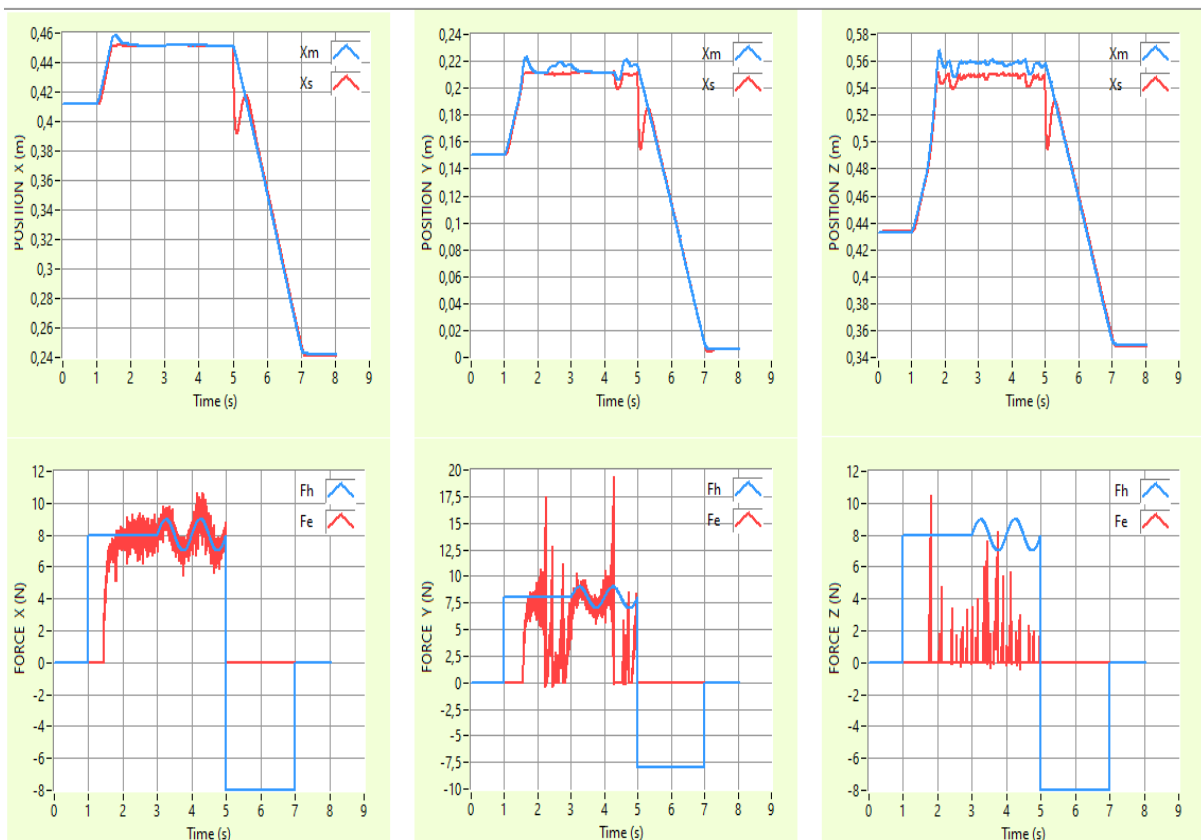 POSITION X (m)
0,46
0,44
0,42
0,4
0,38
0,36
0,34
0,32
0,3
0,28
0,26
0,24
Xm
Xs
0 1 2 3 4 5 6 7 8 9
Time (s)
POSITION Y (m)
0,24
0,22
0,2
0,18
0,16
0,14
0,12
0,1
0,08
0,06
0,04
0,02
0
Xm
Xs
0 1 2 3 4 5 6 7 8 9
Time (s)
POSITION Z (m)
0,58
0,56
0,54
0,52
0,5
0,48
0,46
0,44
0,42
0,4
0,38
0,36
0,34
Xm
Xs
0 1 2 3 4 5 6 7 8 9
Time (s)
FORCE X (N)
12
10
8
6
4
2
0
-2
-4
-6
-8
Fh
Fe
0 1 2 3 4 5 6 7 8 9
Time (s)
FORCE Y (N)
20
17,5
15
12,5
10
7,5
5
2,5
0
-2,5
-5
-7,5
-10
Fh
Fe
0 1 2 3 4 5 6 7 8 9
Time (s)
FORCE Z (N)
12
10
8
6
4
2
0
-2
-4
-6
-8
Fh
Fe
0 1 2 3 4 5 6 7 8 9
Time (s)